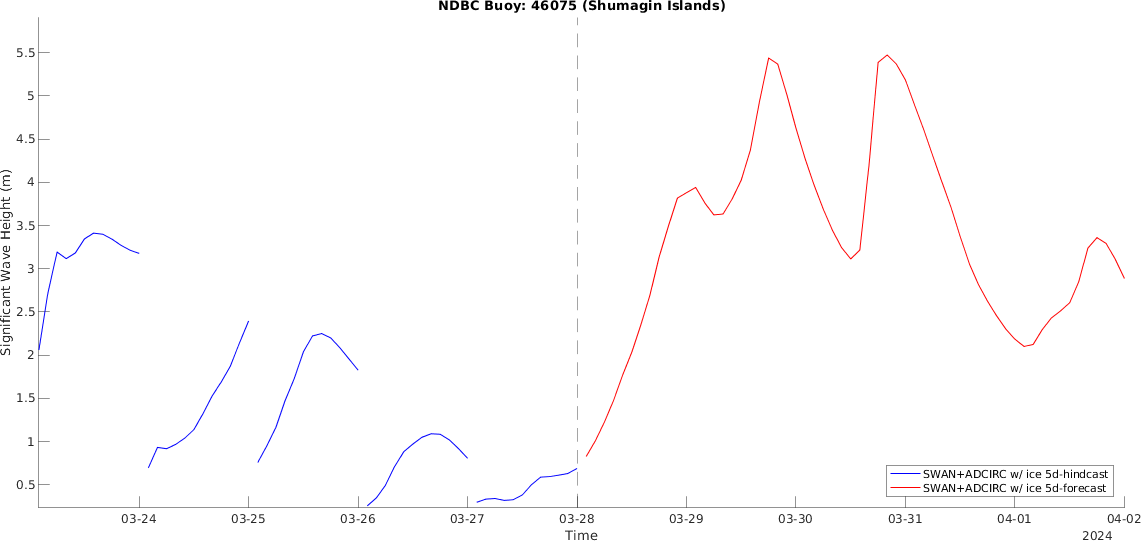 NDBC Buoy: 46075 (Shumagin Islands)
Significant Wave Height (m)
5.5
5
4.5
4
3.5
3
2.5
2
1.5
1
0.5
SWAN+ADCIRC w/ ice 5d-hindcast
SWAN+ADCIRC w/ ice 5d-forecast
03-24 03-25 03-26 03-27 03-28 03-29 03-30 03-31 04-01 04-02
Time
2024